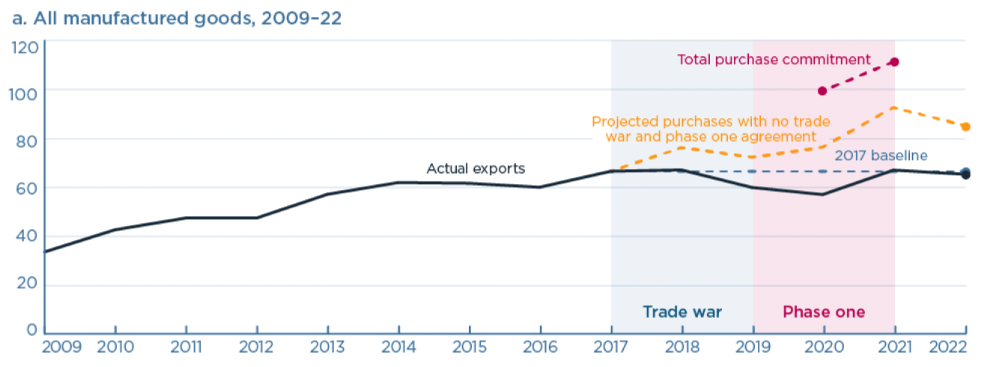 a. All manufactured goods, 2009–22
120
100
80
60
40
20
0
Total purchase commitment
Projected purchases with no trade
war and phase one agreement
2017 baseline
Actual exports
Trade war
Phase one
2009 2010 2011 2012 2013 2014 2015 2016 2017 2018 2019 2020 2021 2022